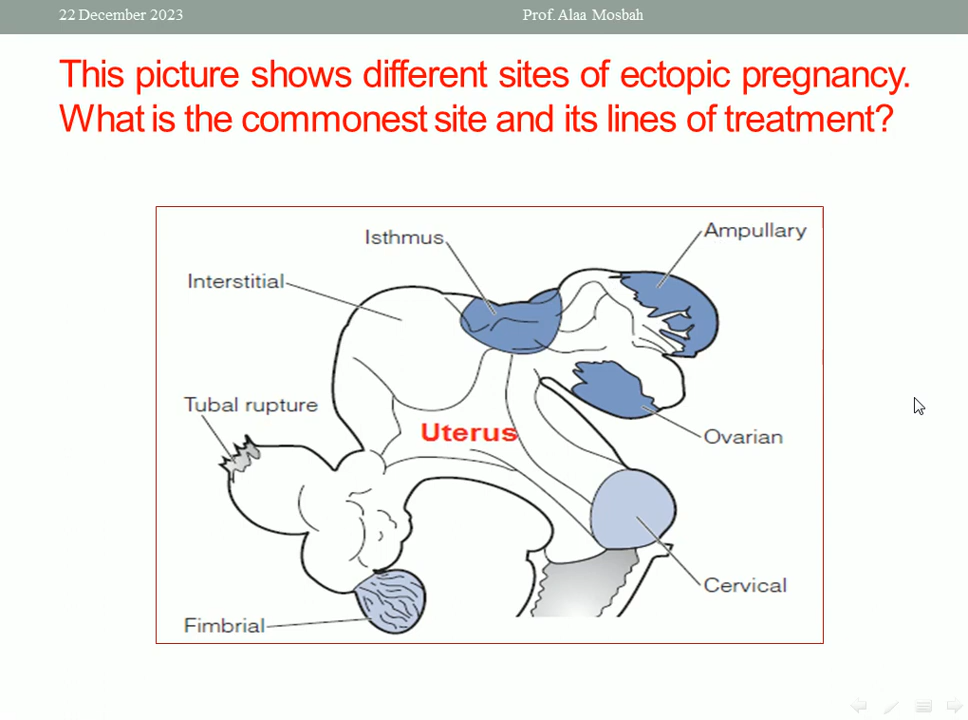 22 December 2023
Prof. Alaa Mosbah
This picture shows different sites of ectopic pregnancy.
What is the commonest site and its lines of treatment?
Isthmus
Ampullary
Interstitial
Tubal rupture
Uterus
Ovarian
Cervical
Fimbrial